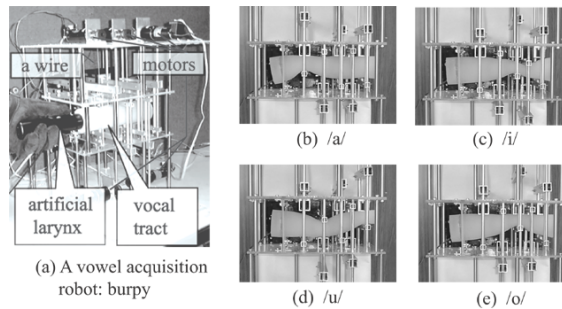 a wire
motors
artificial
larynx
vocal
tract
(a) A vowel acquisition
robot: burpy
(b) /a/
(c) /i/
(d) /u/
(e) /o/